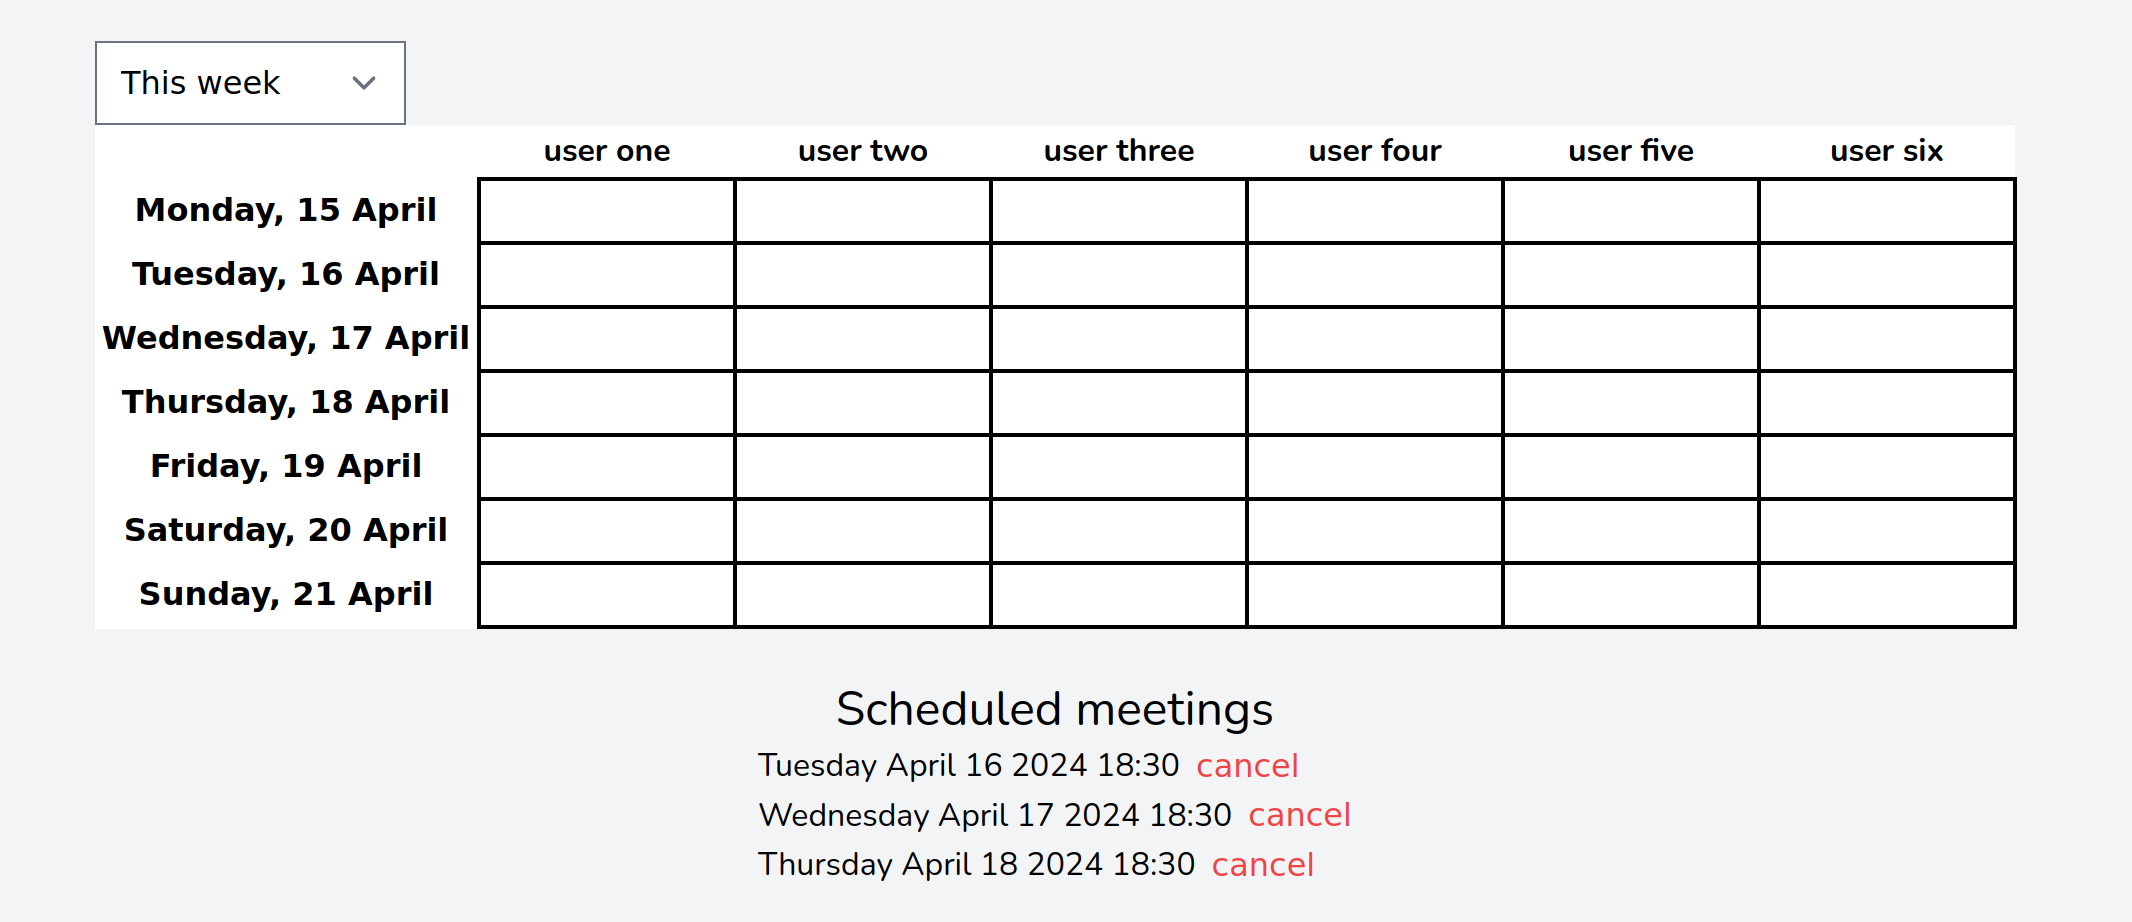 This week
user one user two user three user four user five user six
Monday, 15 April
Tuesday, 16 April
Wednesday, 17 April
Thursday, 18 April
Friday, 19 April
Saturday, 20 April
Sunday, 21 April
Scheduled meetings
Tuesday April 16 2024 18:30 cancel
Wednesday April 17 2024 18:30 cancel
Thursday April 18 2024 18:30 cancel